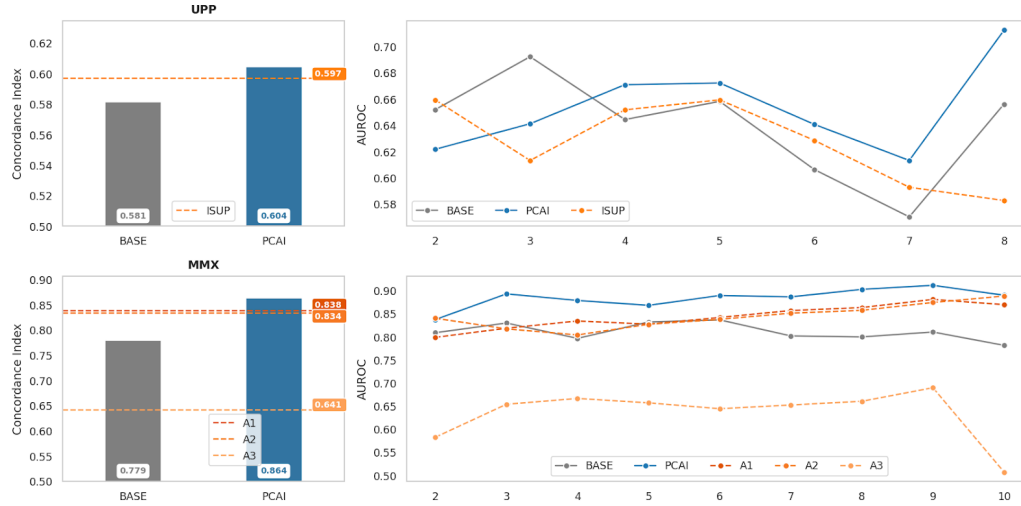 UPP
Concordance Index
0.62
0.60
0.58
0.56
0.54
0.52
0.50
0.597
0.581
0.604
ISUP
BASE
PCAI
AUROC
0.70
0.68
0.66
0.64
0.62
0.60
0.58
BASE PCAI ISUP
2 3 4 5 6 7 8
MMX
Concordance Index
0.90
0.85
0.80
0.75
0.70
0.65
0.60
0.55
0.50
0.838
0.834
0.641
A1
A2
A3
0.779
0.864
BASE
PCAI
AUROC
0.90
0.85
0.80
0.75
0.70
0.65
0.60
0.55
0.50
BASE PCAI A1 A2 A3
2 3 4 5 6 7 8 9 10